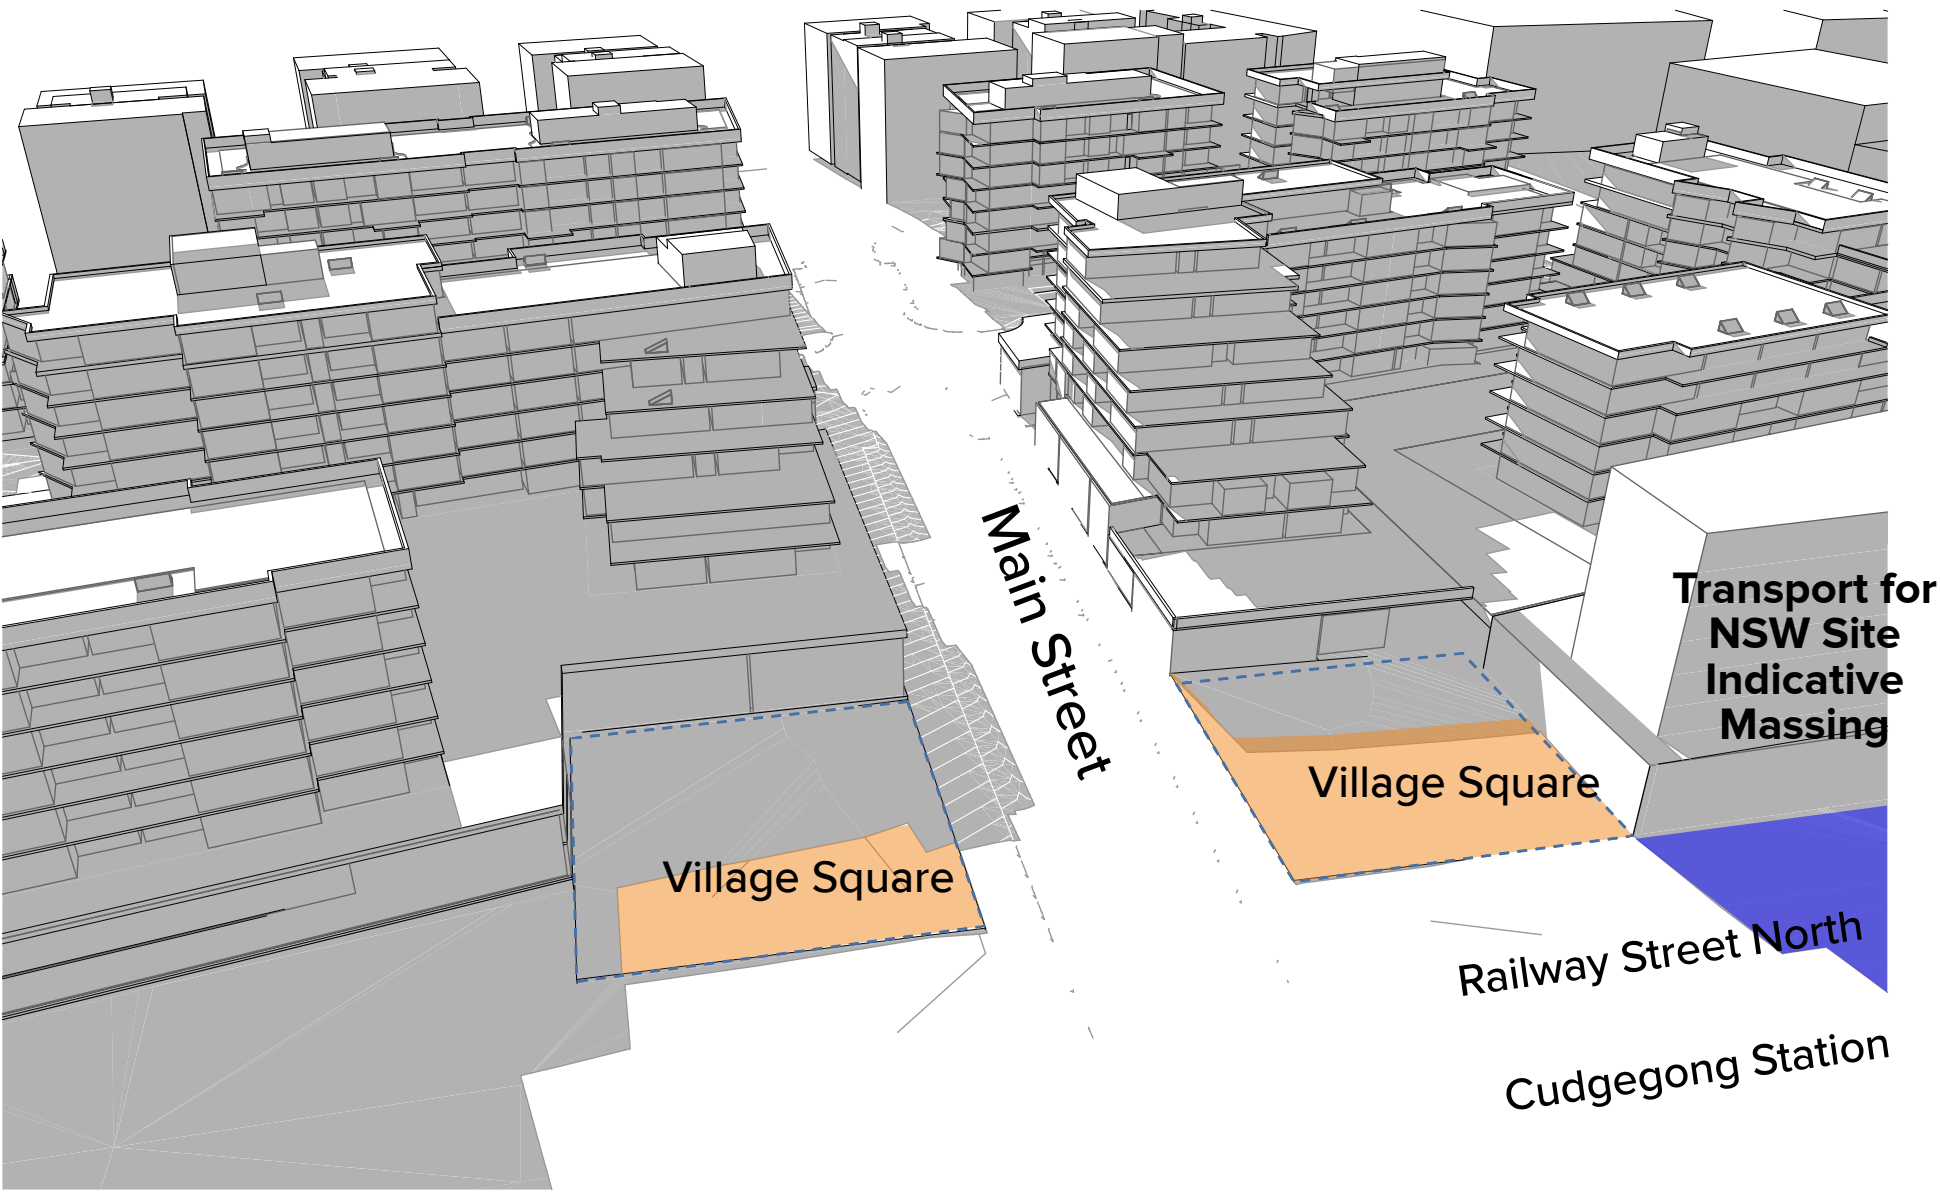 Main Street
Transport for
NSW Site
Indicative
Massing
Village Square
Village Square
Railway Street North
Cudgegong Station